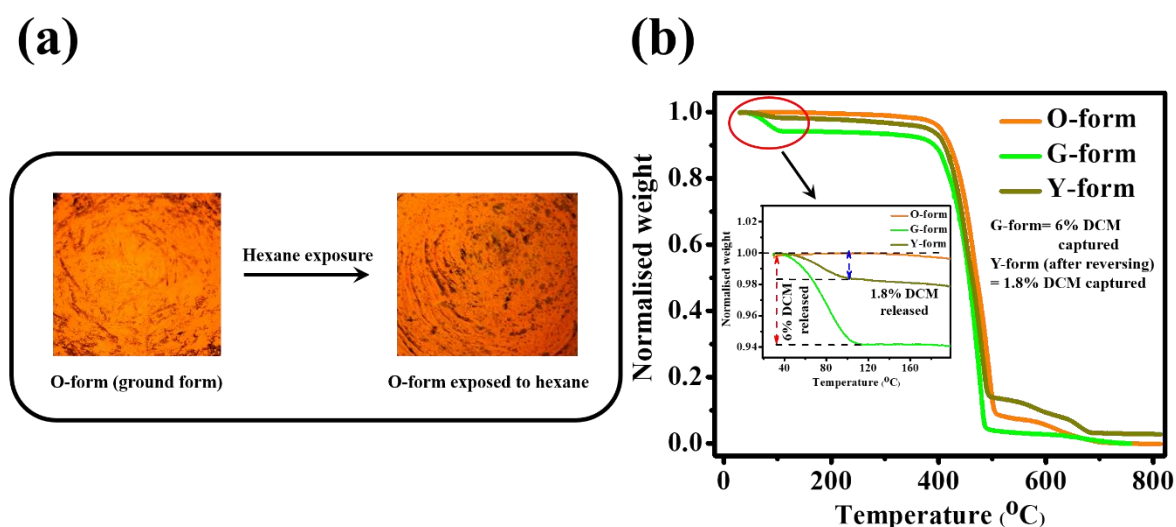 (a)
Hexane exposure
O-form (ground form)
O-form exposed to hexane
(b)
Normalised weight
1.0
0.8
0.6
0.4
0.2
0.0
0
200
400
600
800
Temperature (⁰C)
O-form
G-form
Y-form
G-form= 6% DCM
captured
Y-form (after reversing)
= 1.8% DCM captured
Normalised weight
1.02
1.00
0.98
0.96
0.94
40
80
120
160
Temperature (⁰C)
O-form
G-form
Y-form
6% DCM
released
1.8% DCM
released